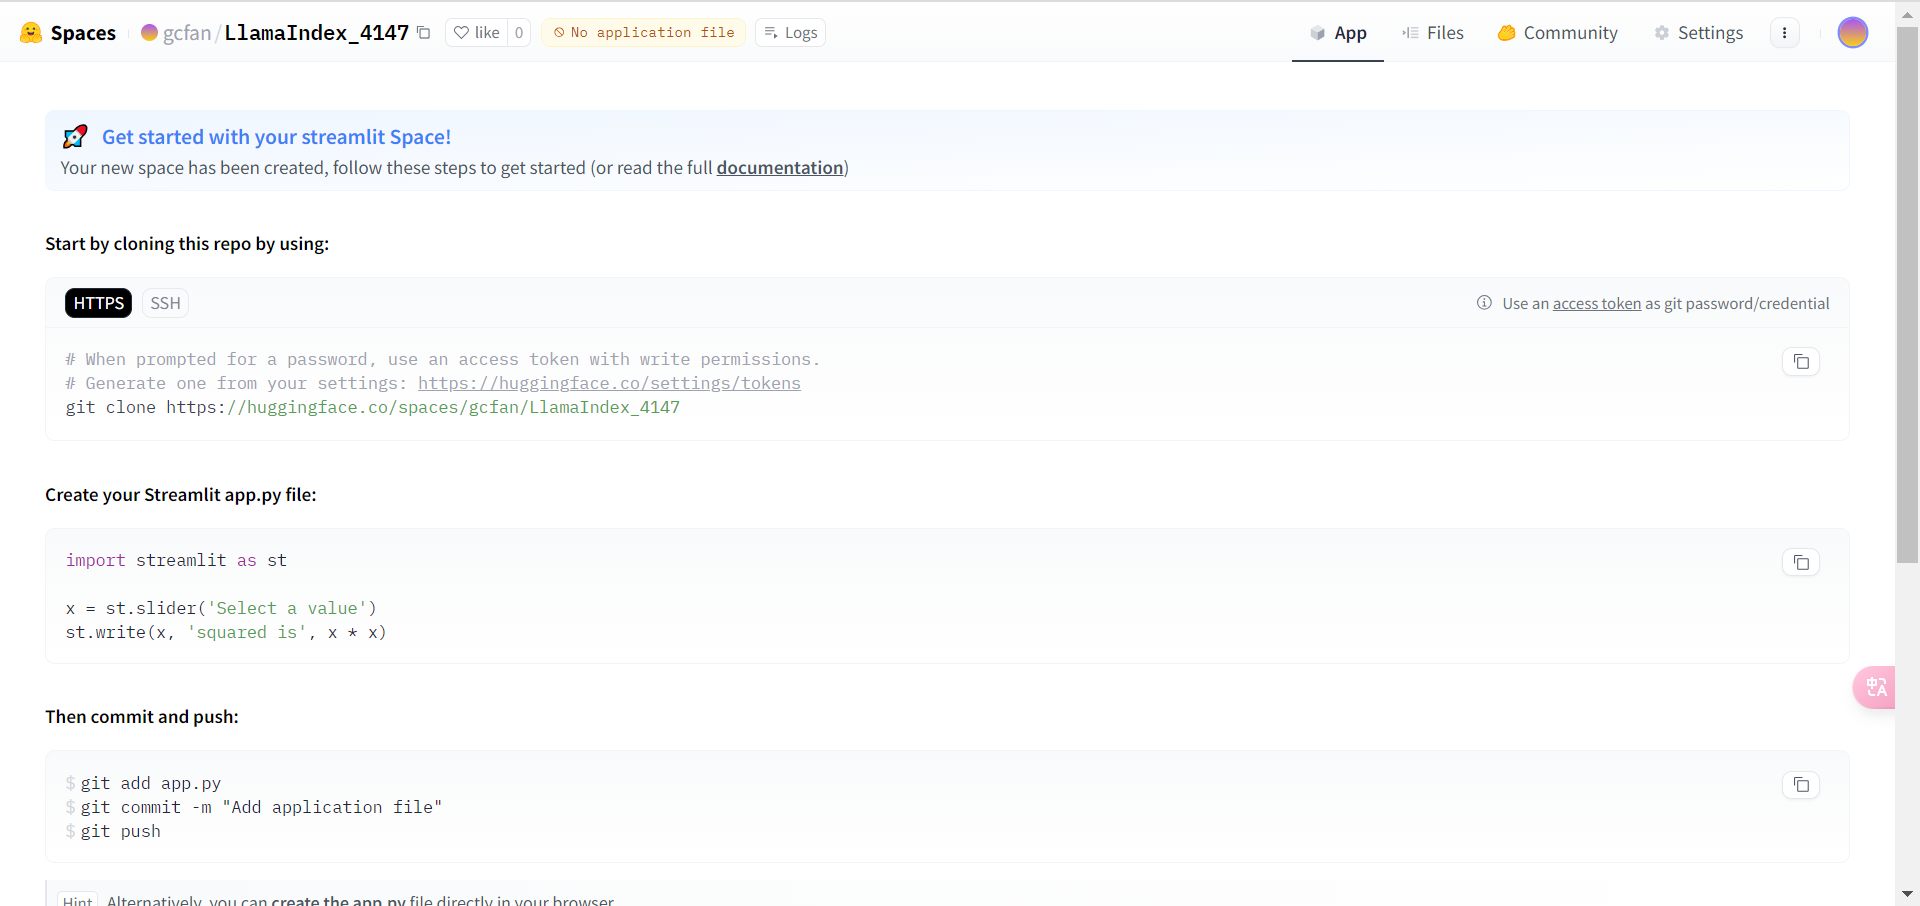 Spaces gcfan/LlamaIndex_4147 like 0 No application file Logs App Files Community Settings
Get started with your streamlit Space!
Your new space has been created, follow these steps to get started (or read the full documentation)
Start by cloning this repo by using:
HTTPS SSH Use an access token as git password/credential
# When prompted for a password, use an access token with write permissions.
# Generate one from your settings: https://huggingface.co/settings/tokens
git clone https://huggingface.co/spaces/gcfan/LlamaIndex_4147
Create your Streamlit app.py file:
import streamlit as st
x = st.slider('Select a value')
st.write(x, 'squared is', x * x)
中A
Then commit and push:
$ git add app.py
$ git commit -m "Add application file"
$ git push
Hint Alternatively, you can create the app.py file directly in your browser.